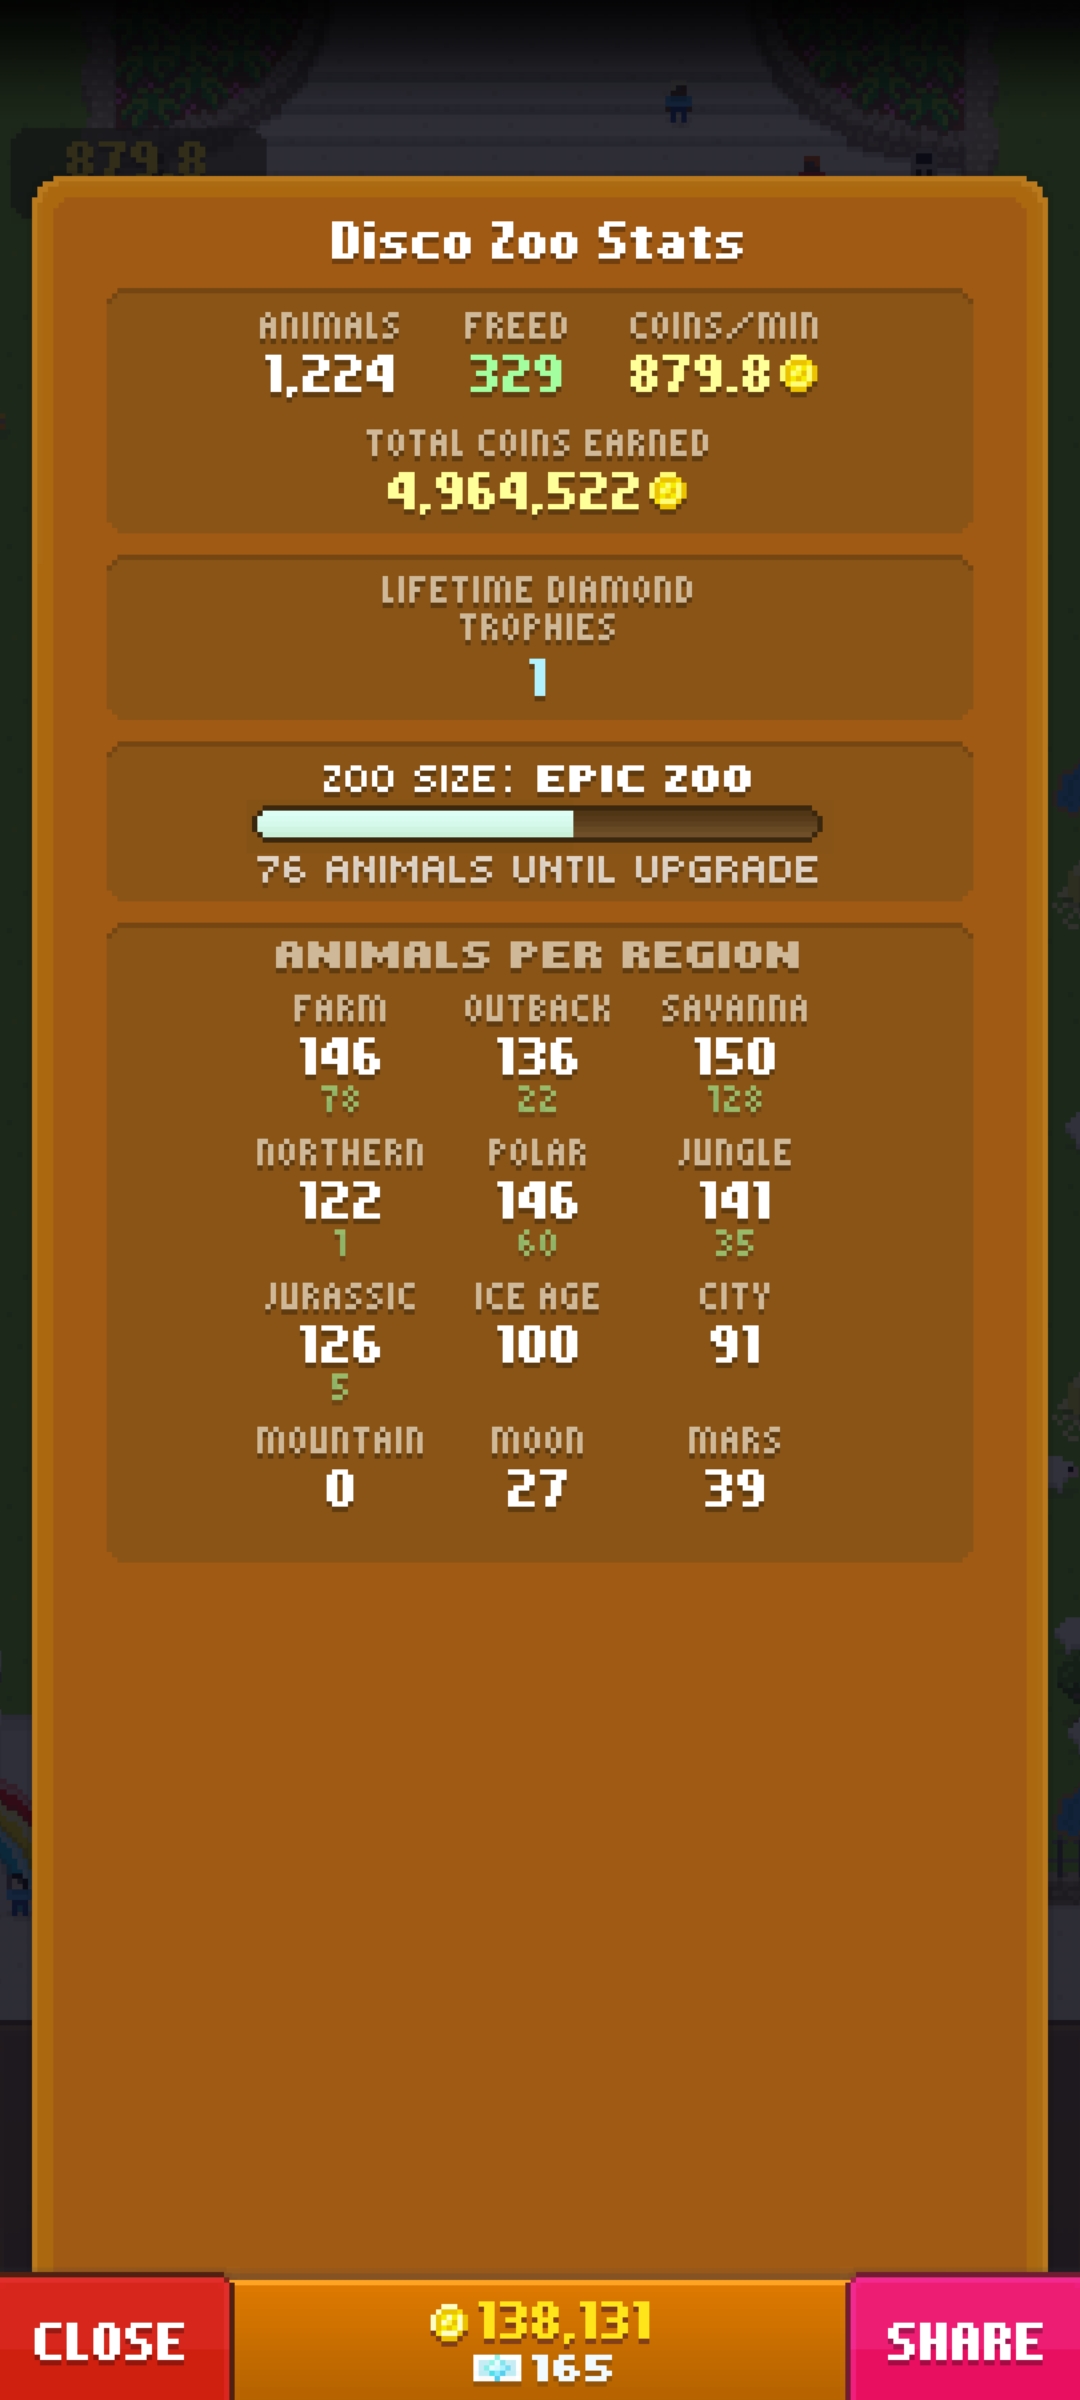 879.8
Disco Zoo Stats
ANIMALS FREED COINS/MIN
1,224 329 879.8
TOTAL COINS EARNED
4,964,522
LIFETIME DIAMOND
TROPHIES
1
ZOO SIZE: EPIC ZOO
76 ANIMALS UNTIL UPGRADE
ANIMALS PER REGION
FARM OUTBACK SAVANNA
146 136 150
78 22 128
NORTHERN POLAR JUNGLE
122 146 141
1 60 35
JURASSIC ICE AGE CITY
126 100 91
5
MOUNTAIN MOON MARS
0 27 39
CLOSE 138,131 SHARE
165